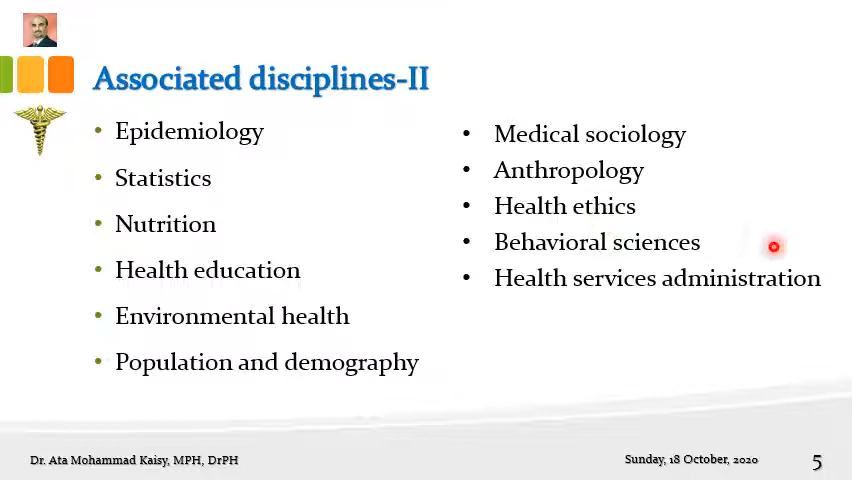 Associated disciplines-II
• Epidemiology
• Statistics
• Nutrition
• Health education
• Environmental health
• Population and demography
• Medical sociology
• Anthropology
• Health ethics
• Behavioral sciences
• Health services administration
Dr. Ata Mohammad Kaisy, MPH, DrPH
Sunday, 18 October, 2020
5